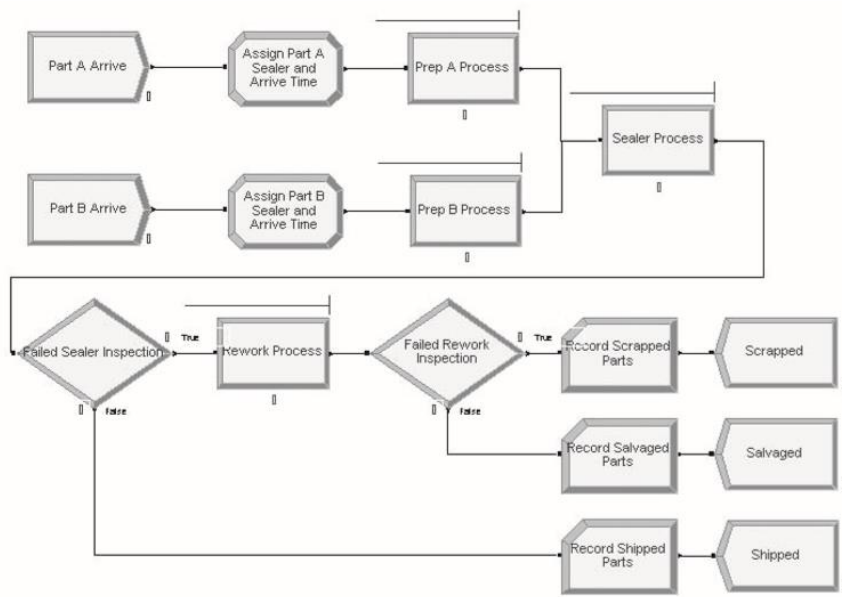 Part A Arrive
Assign Part A
Sealer and
Arrive Time
Prep A Process
Sealer Process
Part B Arrive
Assign Part B
Sealer and
Arrive Time
Prep B Process
Failed Sealer Inspection
True
False
Rework Process
Failed Rework
Inspection
True
False
Record Scrapped
Parts
Scrapped
Record Salvaged
Parts
Salvaged
Record Shipped
Parts
Shipped